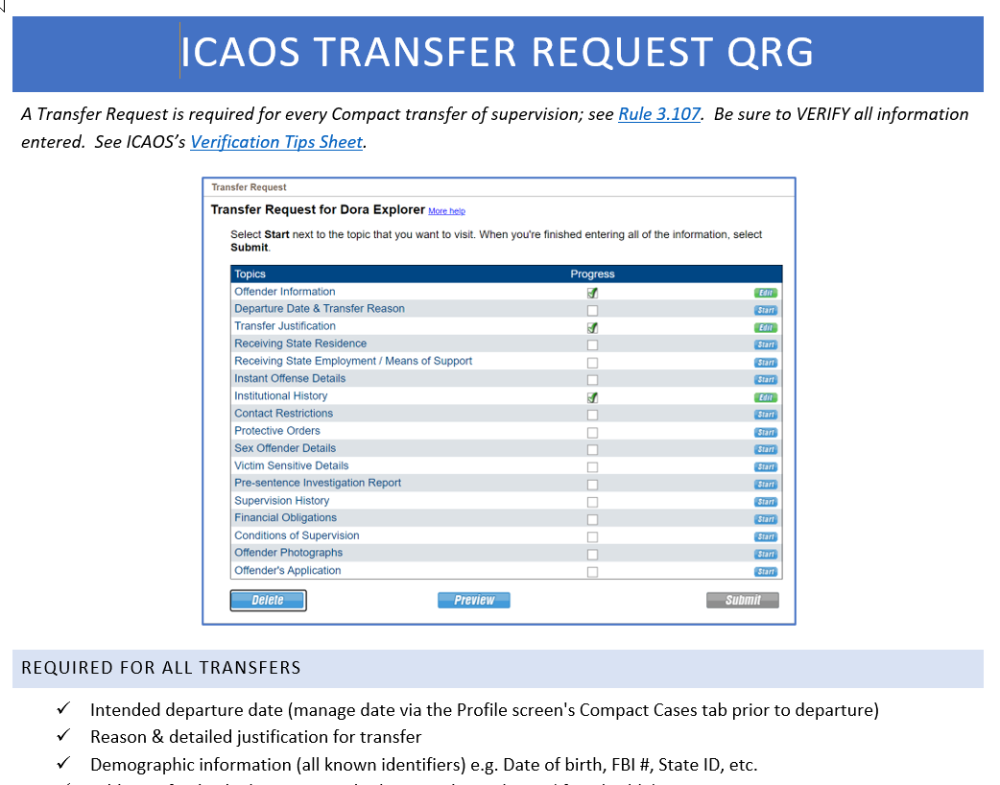 ICAOS TRANSFER REQUEST QRG
A Transfer Request is required for every Compact transfer of supervision; see Rule 3.107. Be sure to VERIFY all information
entered. See ICAOS’s Verification Tips Sheet.
Transfer Request
Transfer Request for Dora Explorer More help
Select Start next to the topic that you want to visit. When you're finished entering all of the information, select
Submit.
Topics Progress
Offender Information Edit
Departure Date & Transfer Reason Start
Transfer Justification Edit
Receiving State Residence Start
Receiving State Employment / Means of Support Start
Instant Offense Details Start
Institutional History Edit
Contact Restrictions Start
Protective Orders Start
Sex Offender Details Start
Victim Sensitive Details Start
Pre-sentence Investigation Report Start
Supervision History Start
Financial Obligations Start
Conditions of Supervision Start
Offender Photographs Start
Offender's Application Start
Delete Preview Submit
REQUIRED FOR ALL TRANSFERS
✓ Intended departure date (manage date via the Profile screen's Compact Cases tab prior to departure)
✓ Reason & detailed justification for transfer
✓ Demographic information (all known identifiers) e.g. Date of birth, FBI #, State ID, etc.